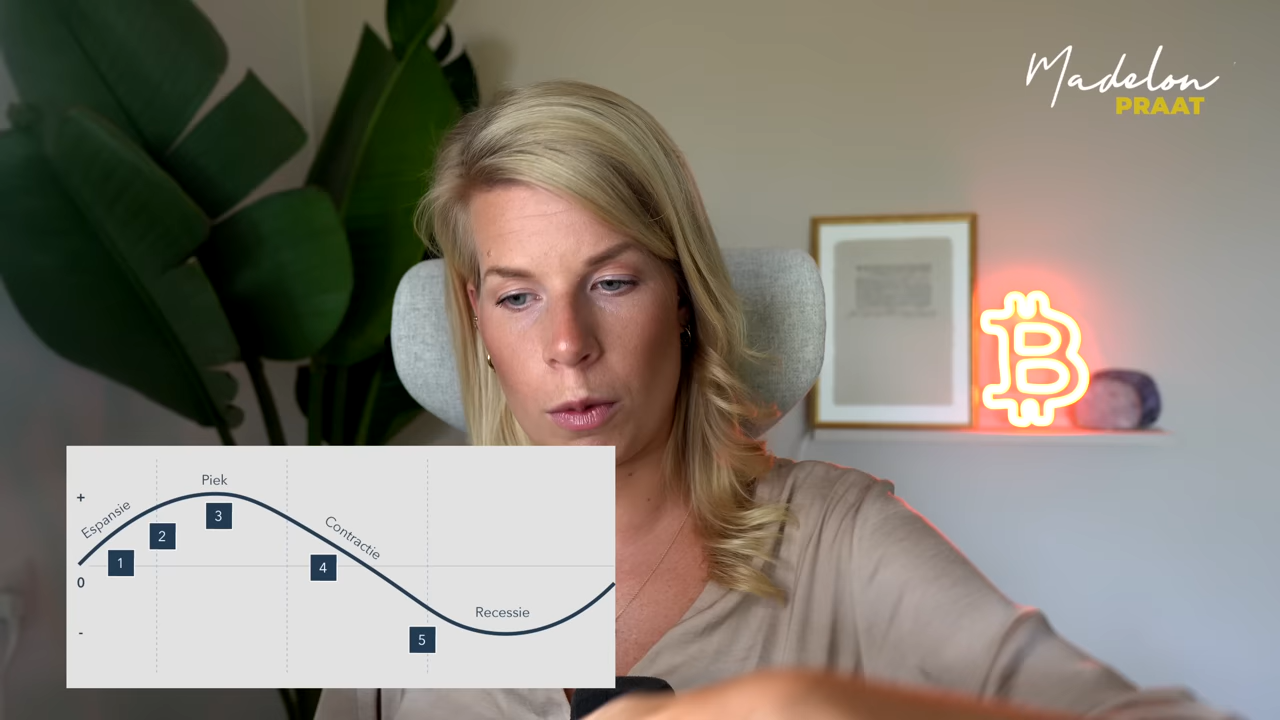 Madelon
PRAAT
Piek
+
Espansie
3
2
1
Contractie
4
0
Recessie
-
5